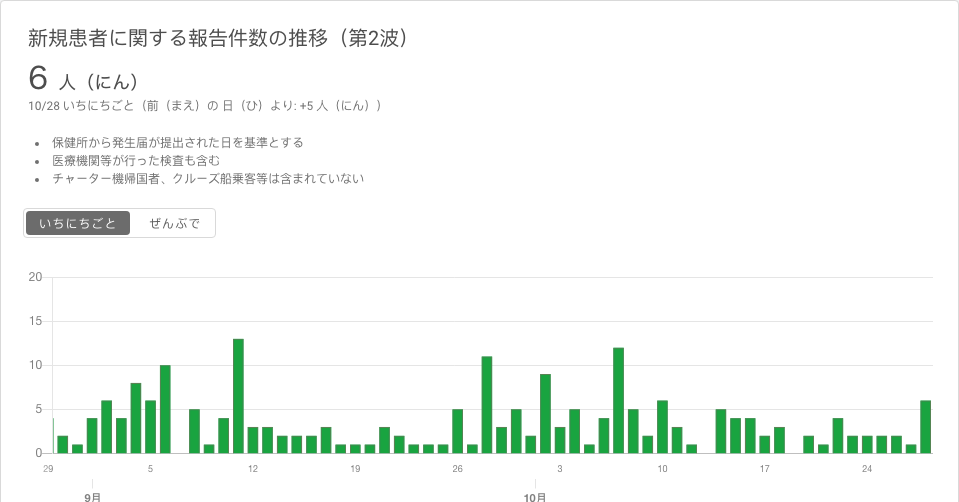 新規患者に関する報告件数の推移（第2波）
6 人（にん）
10/28 いちにちごと（前（まえ）の 日（ひ）より: +5 人（にん））
保健所から発生届が提出された日を基準とする
医療機関等が行った検査も含む
チャーター機帰国者、クルーズ船乗客等は含まれていない
いちにちごと ぜんぶで
20
15
10
5
0
29 5 12 19 26 3 10 17 24
9月 10月